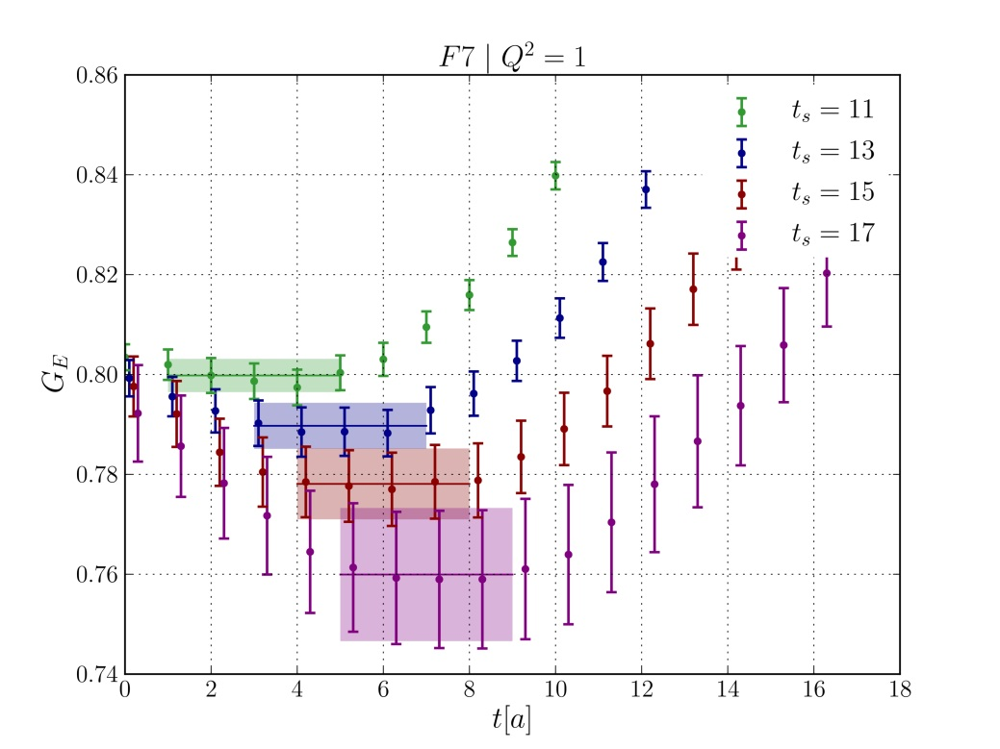 F7 | Q² = 1
0.86
0.84
0.82
0.80
0.78
0.76
0.74
G_E
t_s = 11
t_s = 13
t_s = 15
t_s = 17
0 2 4 6 8 10 12 14 16 18
t[a]